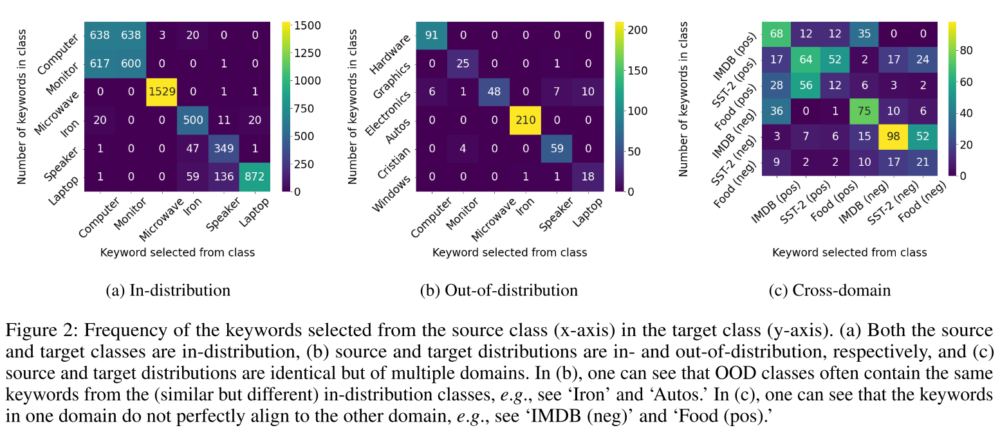 Number of keywords in class
Computer 638 638 3 20 0 0
Monitor 617 600 0 0 1 0
Microwave 0 0 1529 0 1 1
Iron 20 0 0 500 11 20
Speaker 1 0 0 47 349 1
Laptop 1 0 0 59 136 872
Computer Monitor Microwave Iron Speaker Laptop
Keyword selected from class
1500
1250
1000
750
500
250
0
(a) In-distribution
Number of keywords in class
Hardware 91 0 0 0 0 0
Graphics 0 25 0 0 1 0
Electronics 6 1 48 0 7 10
Autos 0 0 0 210 0 0
Cristian 0 4 0 0 59 0
Windows 0 0 0 1 1 18
Computer Monitor Microwave Iron Speaker Laptop
Keyword selected from class
200
150
100
50
0
(b) Out-of-distribution
Number of keywords in class
IMDB (pos) 68 12 12 35 0 0
SST-2 (pos) 17 64 52 2 17 24
Food (pos) 28 56 12 6 3 2
IMDB (neg) 36 0 1 75 10 6
SST-2 (neg) 3 7 6 15 98 52
Food (neg) 9 2 2 10 17 21
IMDB (pos) SST-2 (pos) Food (pos) IMDB (neg) SST-2 (neg) Food (neg)
Keyword selected from class
80
60
40
20
0
(c) Cross-domain
Figure 2: Frequency of the keywords selected from the source class (x-axis) in the target class (y-axis). (a) Both the source
and target classes are in-distribution, (b) source and target distributions are in- and out-of-distribution, respectively, and (c)
source and target distributions are identical but of multiple domains. In (b), one can see that OOD classes often contain the same
keywords from the (similar but different) in-distribution classes, e.g., see ‘Iron’ and ‘Autos.’ In (c), one can see that the keywords
in one domain do not perfectly align to the other domain, e.g., see ‘IMDB (neg)’ and ‘Food (pos).’